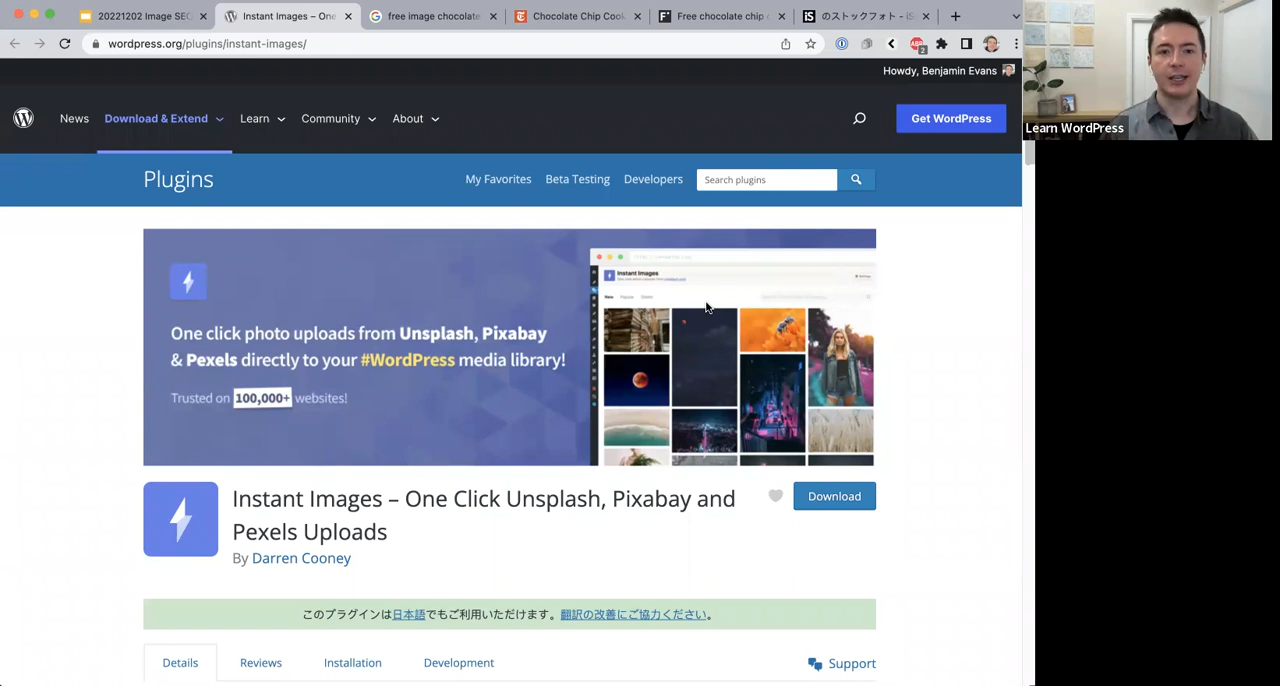 20221202 Image SEO
Instant Images – One
free image chocolate
Chocolate Chip Cook
Free chocolate chip
のストックフォト - iS
wordpress.org/plugins/instant-images/
Howdy, Benjamin Evans
News
Download & Extend
Learn
Community
About
Get WordPress
Plugins
My Favorites
Beta Testing
Developers
Search plugins
Instant Images
One click photo uploads from Unsplash, Pixabay
& Pexels directly to your #WordPress media library!
Trusted on 100,000+ websites!
Instant Images – One Click Unsplash, Pixabay and
Pexels Uploads
Download
By Darren Cooney
このプラグインは日本語でもご利用いただけます。翻訳の改善にご協力ください。
Details
Reviews
Installation
Development
Support
Learn WordPress